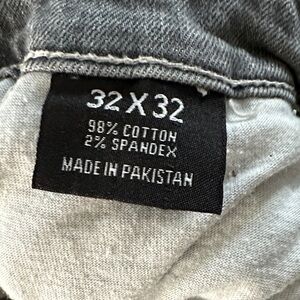 32 X 32
98% COTTON
2% SPANDEX
MADE IN PAKISTAN